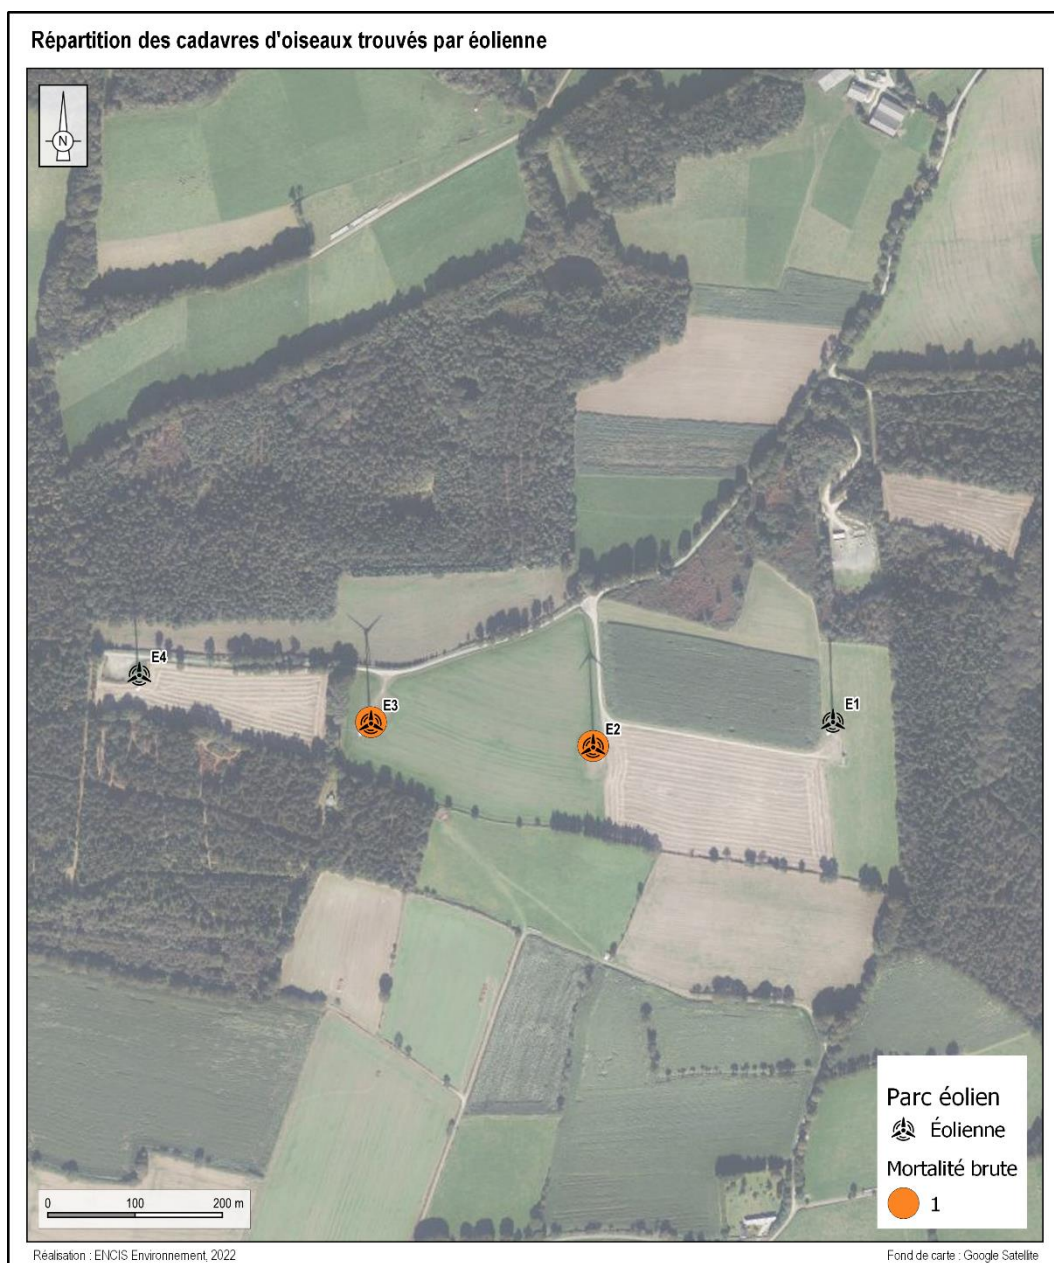 Répartition des cadavres d'oiseaux trouvés par éolienne
N
E4
E3
E2
E1
Parc éolien
Éolienne
Mortalité brute
1
0 100 200 m
Réalisation : ENCIS Environnement, 2022
Fond de carte : Google Satellite